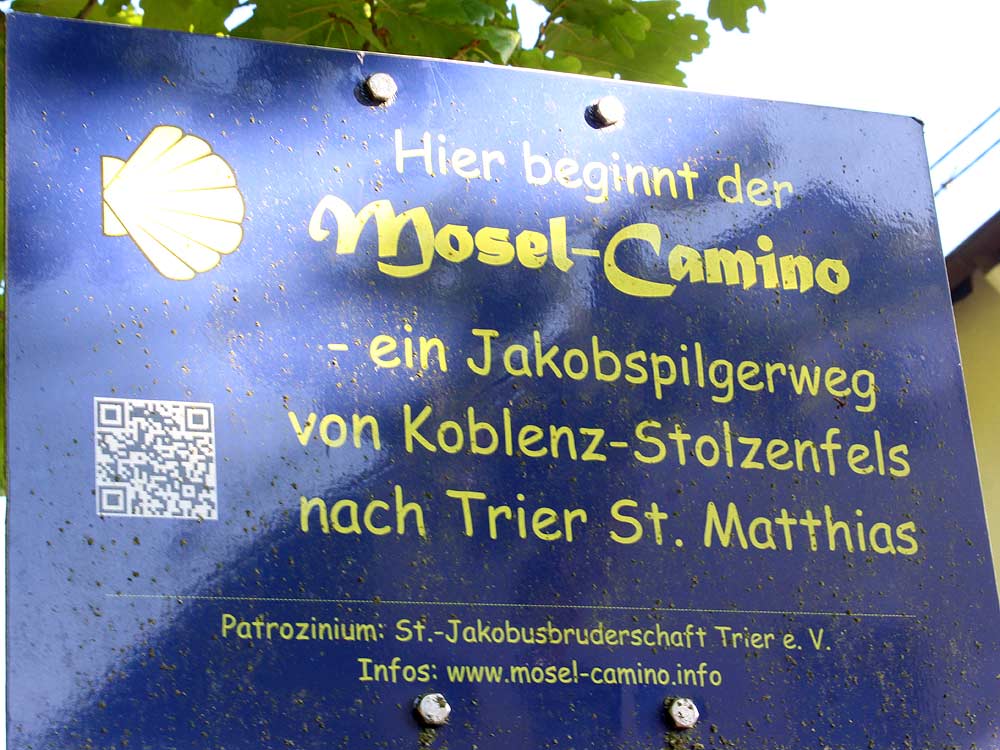 Hier beginnt der
Mosel-Camino
- ein Jakobspilgerweg
von Koblenz-Stolzenfels
nach Trier St. Matthias
Patrozinium: St.-Jakobusbruderschaft Trier e. V.
Infos: www.mosel-camino.info